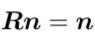 Rn = n